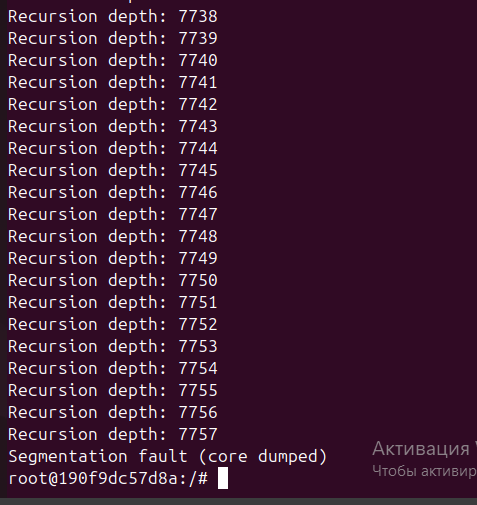 Recursion depth: 7738
Recursion depth: 7739
Recursion depth: 7740
Recursion depth: 7741
Recursion depth: 7742
Recursion depth: 7743
Recursion depth: 7744
Recursion depth: 7745
Recursion depth: 7746
Recursion depth: 7747
Recursion depth: 7748
Recursion depth: 7749
Recursion depth: 7750
Recursion depth: 7751
Recursion depth: 7752
Recursion depth: 7753
Recursion depth: 7754
Recursion depth: 7755
Recursion depth: 7756
Recursion depth: 7757
Segmentation fault (core dumped)
root@190f9dc57d8a:/#
Активация
Чтобы активир